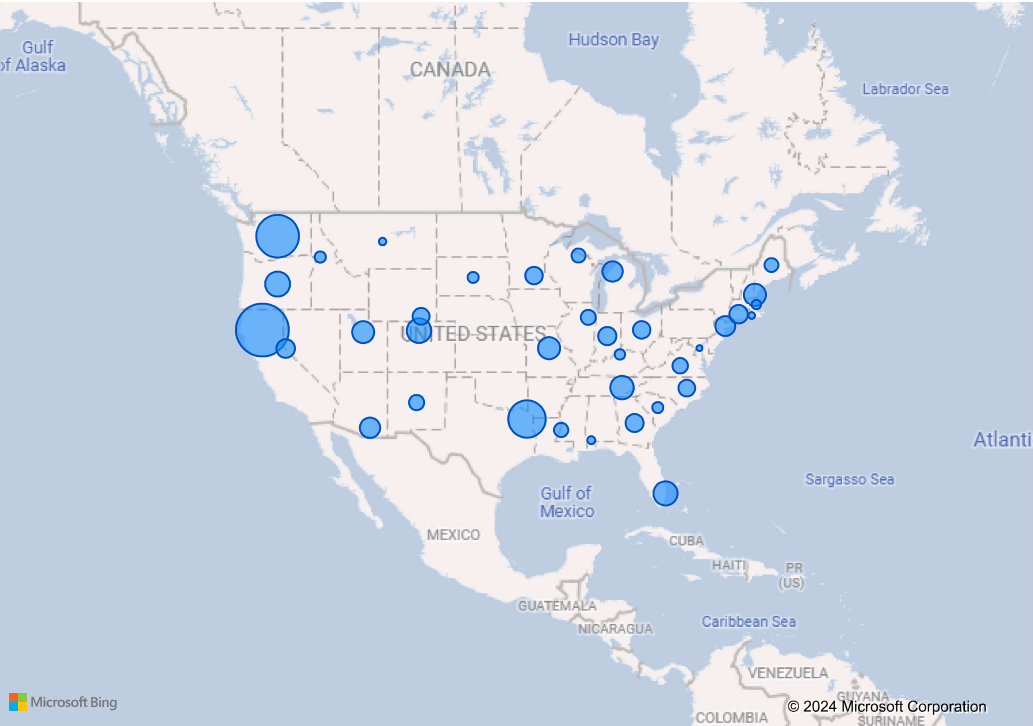 Gulf
of Alaska
CANADA
Hudson Bay
Labrador Sea
UNITED STATES
Atlanti
Sargasso Sea
Gulf of
Mexico
MEXICO
CUBA
HAITI
PR
(US)
GUATEMALA
NICARAGUA
Caribbean Sea
VENEZUELA
GUYANA
COLOMBIA
SURINAME
Microsoft Bing
© 2024 Microsoft Corporation